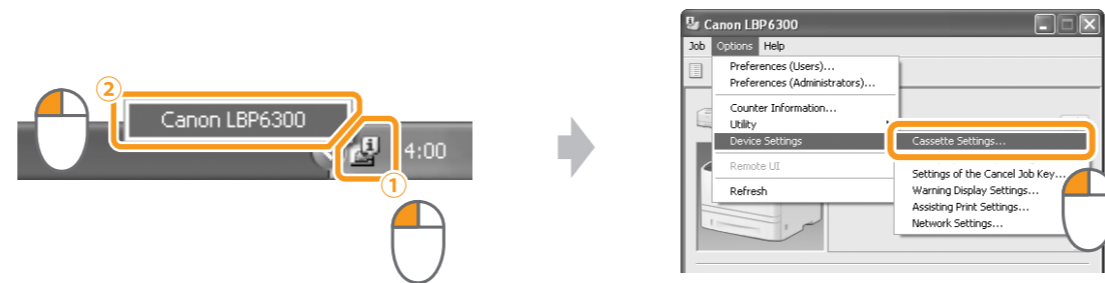 ②
Canon LBP6300
4:00
①
Canon LBP6300
Job Options Help
Preferences (Users)...
Preferences (Administrators)...
Counter Information...
Utility
Device Settings
Cassette Settings...
Remote UI
Settings of the Cancel Job Key...
Refresh
Warning Display Settings...
Assisting Print Settings...
Network Settings...